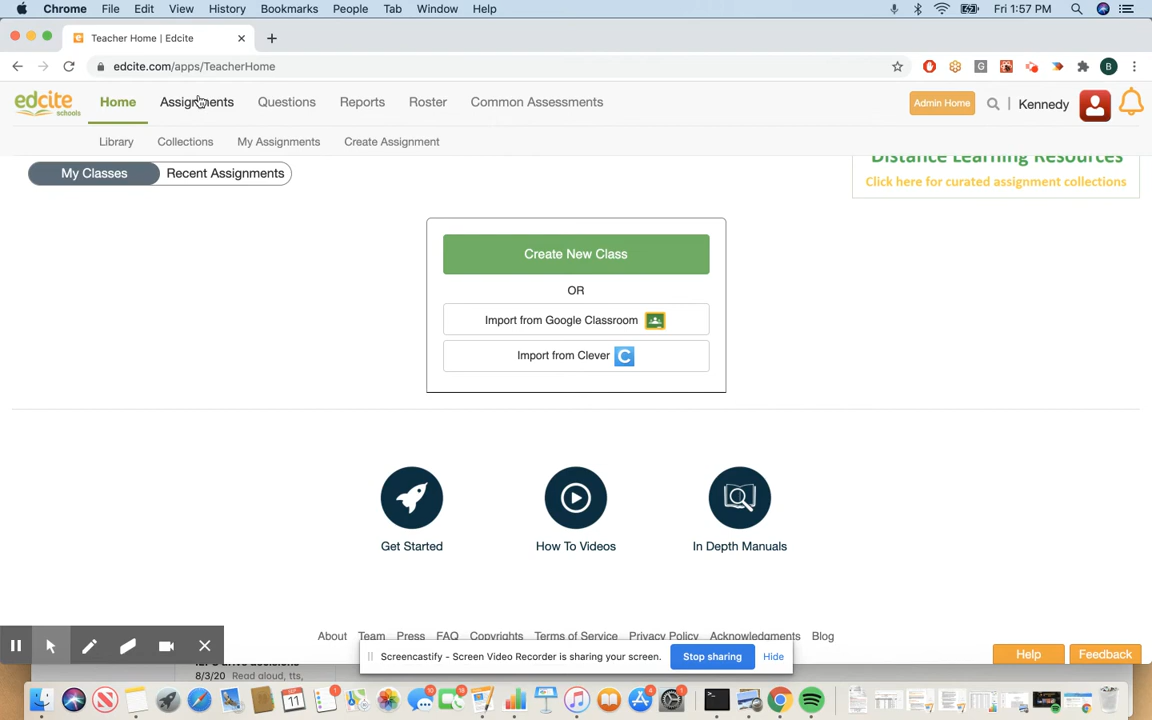 Chrome File Edit View History Bookmarks People Tab Window Help Fri 1:57 PM
Teacher Home | Edcite
edcite.com/apps/TeacherHome G B
edcite schools Home Assignments Questions Reports Roster Common Assessments Admin Home | Kennedy
Library Collections My Assignments Create Assignment
Distance Learning Resources
My Classes Recent Assignments
Click here for curated assignment collections
Create New Class
OR
Import from Google Classroom
Import from Clever C
Get Started How To Videos In Depth Manuals
About Team Press FAQ Copyrights Terms of Service Privacy Policy Acknowledgments Blog
Screencastify - Screen Video Recorder is sharing your screen. Stop sharing Hide
Help Feedback
8/3/20 Read aloud, tts,
11